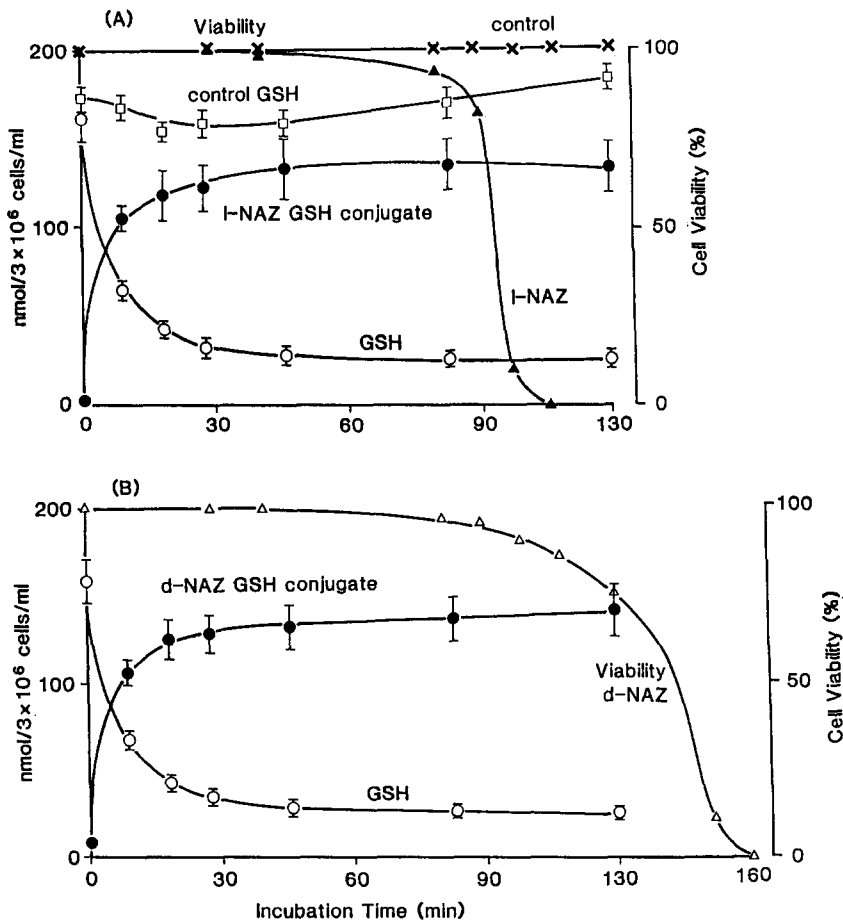 (A)
Viability
control
200
100
control GSH
nmol/3×10⁶ cells/ml
100
l-NAZ GSH conjugate
50
Cell Viability (%)
l-NAZ
GSH
0
0
0
30
60
90
130
(B)
200
100
d-NAZ GSH conjugate
nmol/3×10⁶ cells/ml
100
Viability
d-NAZ
50
Cell Viability (%)
GSH
0
0
0
30
60
90
130
160
Incubation Time (min)